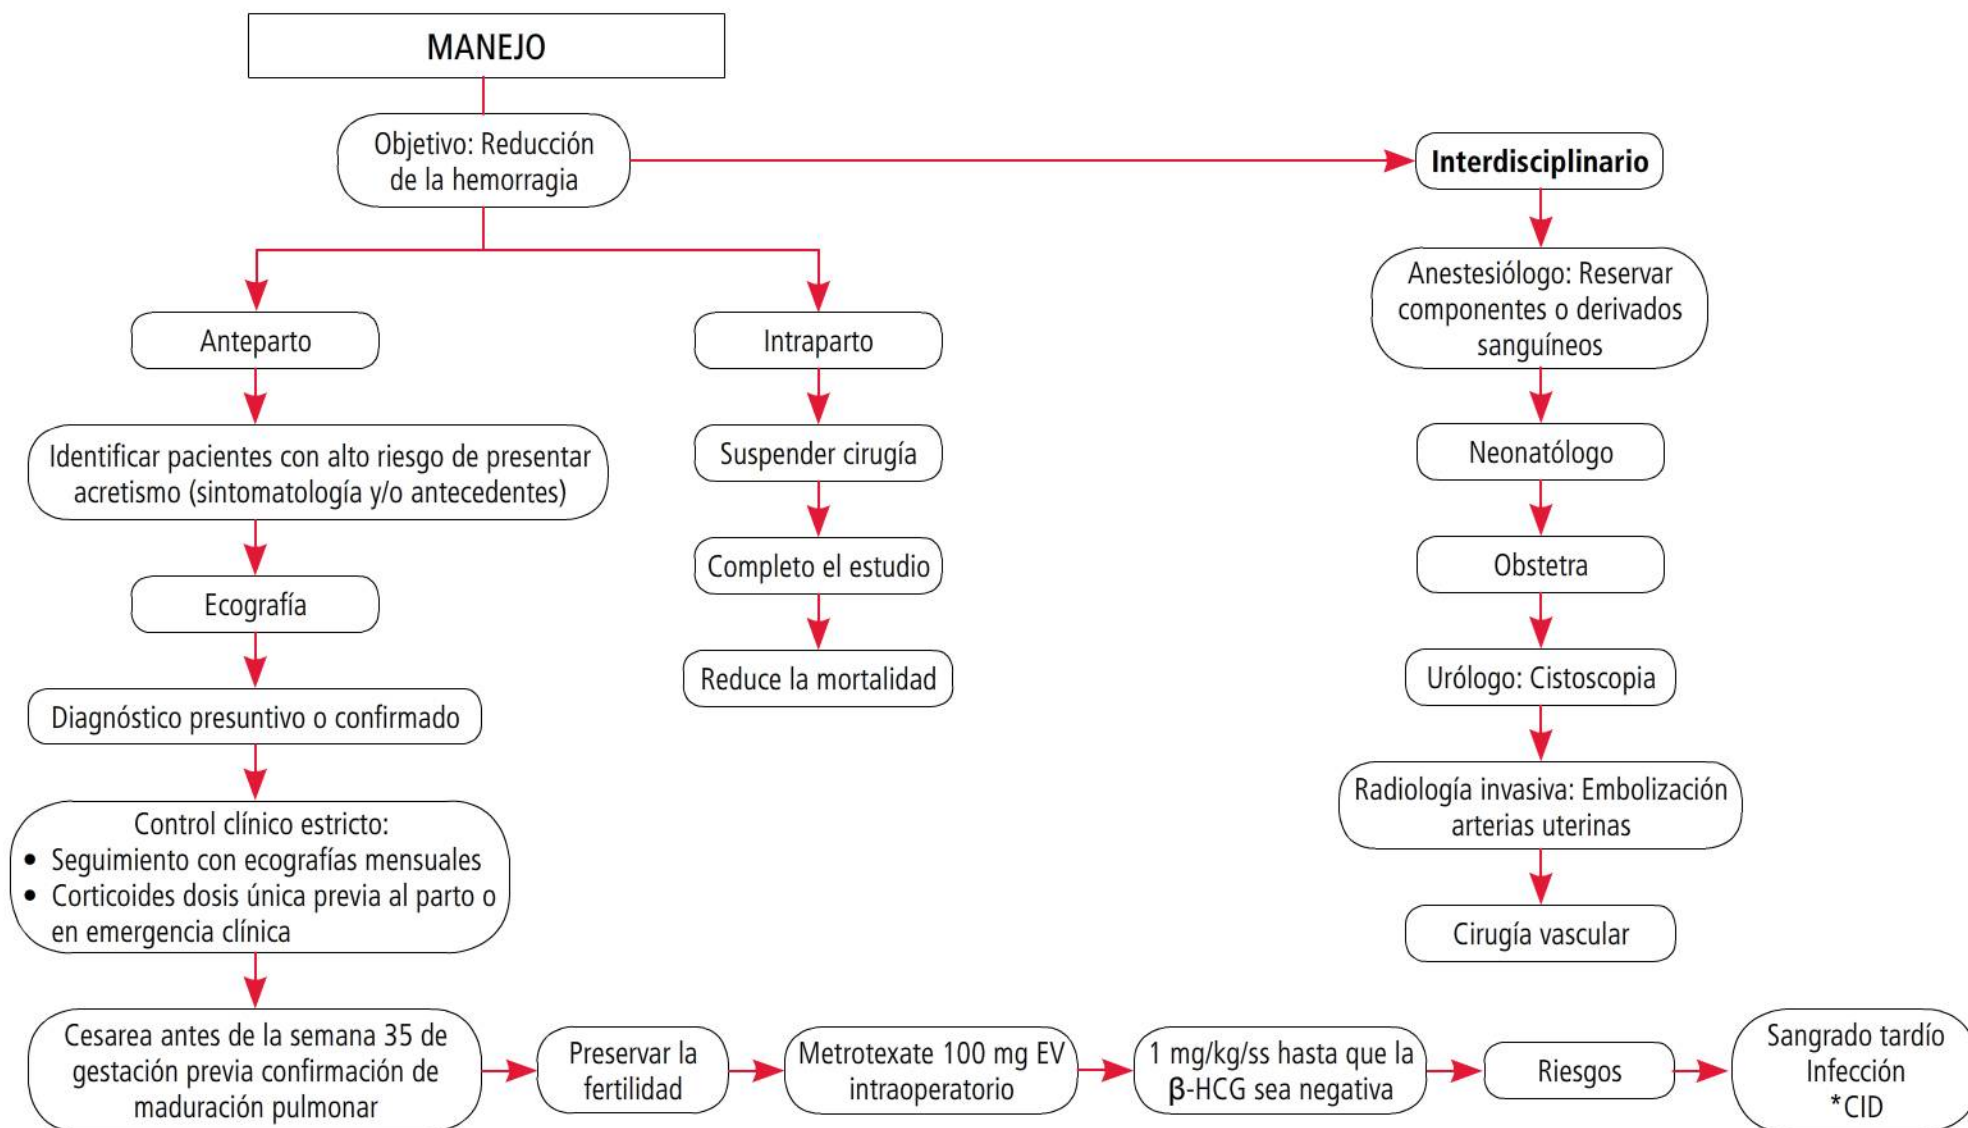 MANEJO
Objetivo: Reducción
de la hemorragia
Interdisciplinario
Anteparto
Identificar pacientes con alto riesgo de presentar
acretismo (sintomatología y/o antecedentes)
Ecografía
Diagnóstico presuntivo o confirmado
Control clínico estricto:
• Seguimiento con ecografías mensuales
• Corticoides dosis única previa al parto o
en emergencia clínica
Cesarea antes de la semana 35 de
gestación previa confirmación de
maduración pulmonar
Preservar la
fertilidad
Metrotexate 100 mg EV
intraoperatorio
1 mg/kg/ss hasta que la
β-HCG sea negativa
Riesgos
Sangrado tardío
Infección
*CID
Intraparto
Suspender cirugía
Completo el estudio
Reduce la mortalidad
Anestesiólogo: Reservar
componentes o derivados
sanguíneos
Neonatólogo
Obstetra
Urólogo: Cistoscopia
Radiología invasiva: Embolización
arterias uterinas
Cirugía vascular